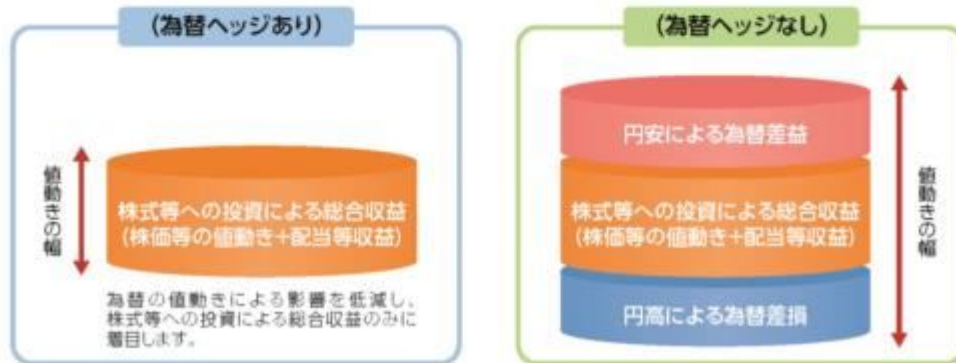 (為替ヘッジあり)
値動きの幅
株式等への投資による総合収益
(株価等の値動き+配当等収益)
為替の値動きによる影響を低減し、
株式等への投資による総合収益のみに
着目します。
(為替ヘッジなし)
円安による為替差益
株式等への投資による総合収益
(株価等の値動き+配当等収益)
円高による為替差損
値動きの幅